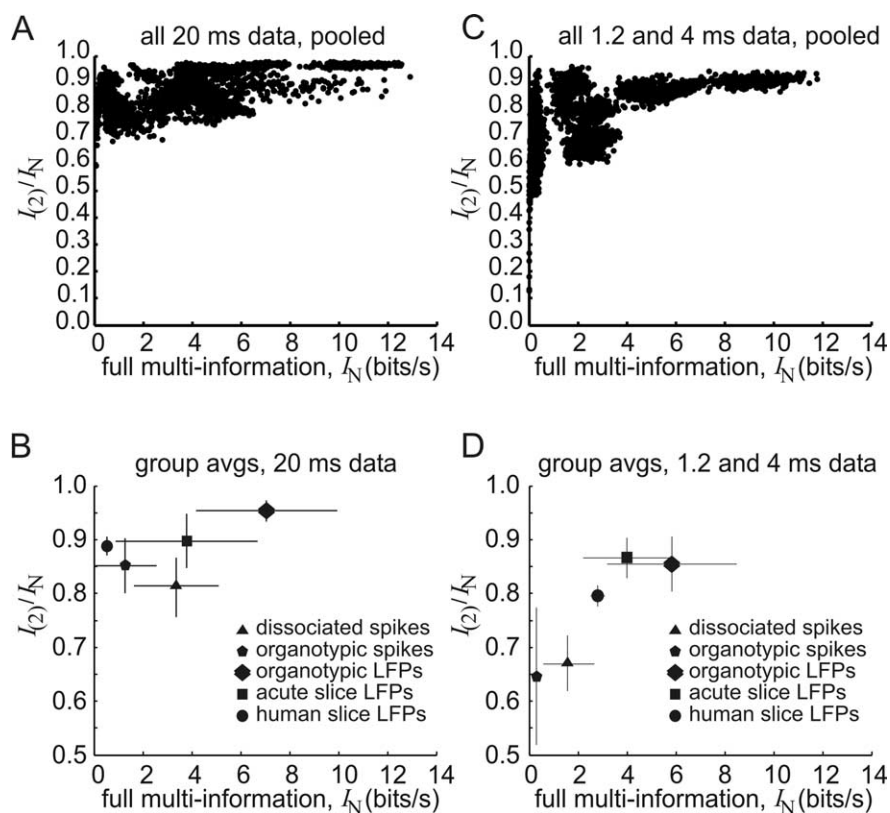 A
all 20 ms data, pooled
1.0
0.9
0.8
0.7
0.6
0.5
0.4
0.3
0.2
0.1
0.0
I(2)/IN
0 2 4 6 8 10 12 14
full multi-information, IN(bits/s)
C
all 1.2 and 4 ms data, pooled
1.0
0.9
0.8
0.7
0.6
0.5
0.4
0.3
0.2
0.1
0.0
I(2)/IN
0 2 4 6 8 10 12 14
full multi-information, IN(bits/s)
B
group avgs, 20 ms data
1.0
0.9
0.8
0.7
0.6
0.5
I(2)/IN
dissociated spikes
organotypic spikes
organotypic LFPs
acute slice LFPs
human slice LFPs
0 2 4 6 8 10 12 14
full multi-information, IN(bits/s)
D
group avgs, 1.2 and 4 ms data
1.0
0.9
0.8
0.7
0.6
0.5
I(2)/IN
dissociated spikes
organotypic spikes
organotypic LFPs
acute slice LFPs
human slice LFPs
0 2 4 6 8 10 12 14
full multi-information, IN(bits/s)